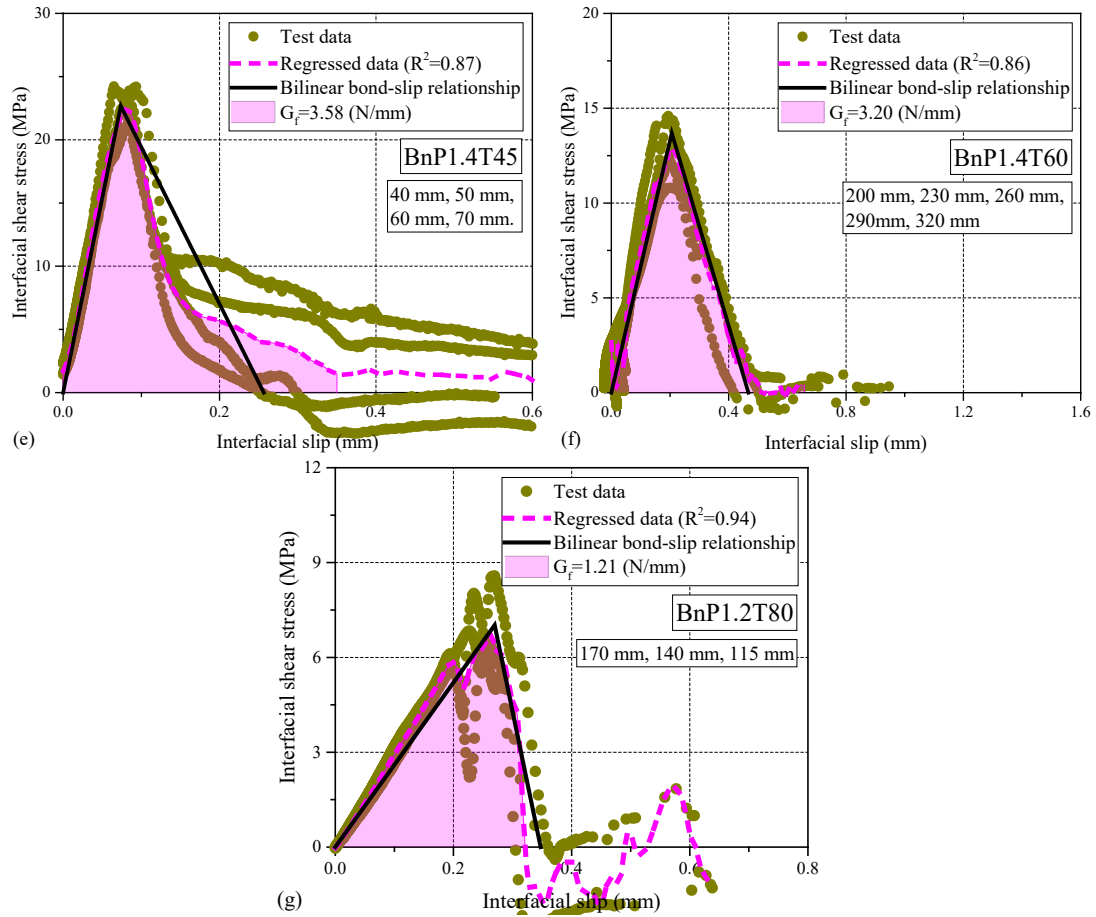 30
20
10
0
0.0
0.2
0.4
0.6
Interfacial shear stress (MPa)
Interfacial slip (mm)
(e)
Test data
Regressed data (R²=0.87)
Bilinear bond-slip relationship
G_f=3.58 (N/mm)
BnP1.4T45
40 mm, 50 mm,
60 mm, 70 mm.
20
15
10
5
0
0.0
0.4
0.8
1.2
1.6
Interfacial shear stress (MPa)
Interfacial slip (mm)
(f)
Test data
Regressed data (R²=0.86)
Bilinear bond-slip relationship
G_f=3.20 (N/mm)
BnP1.4T60
200 mm, 230 mm, 260 mm,
290mm, 320 mm
12
9
6
3
0
0.0
0.2
0.4
0.6
0.8
Interfacial shear stress (MPa)
Interfacial slip (mm)
(g)
Test data
Regressed data (R²=0.94)
Bilinear bond-slip relationship
G_f=1.21 (N/mm)
BnP1.2T80
170 mm, 140 mm, 115 mm